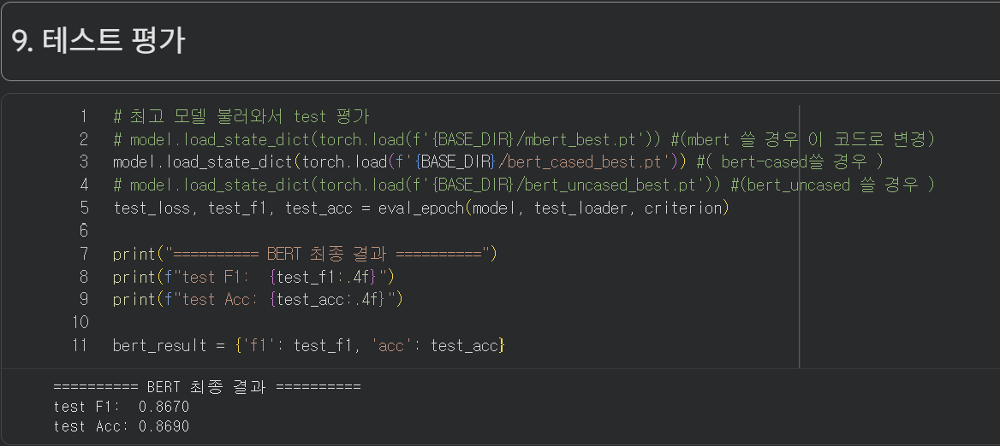 9. 테스트 평가
1 # 최고 모델 불러와서 test 평가
2 # model.load_state_dict(torch.load(f'{BASE_DIR}/mbert_best.pt')) #(mbert 쓸 경우 이 코드로 변경)
3 model.load_state_dict(torch.load(f'{BASE_DIR}/bert_cased_best.pt')) #( bert-cased쓸 경우 )
4 # model.load_state_dict(torch.load(f'{BASE_DIR}/bert_uncased_best.pt')) #(bert_uncased 쓸 경우 )
5 test_loss, test_f1, test_acc = eval_epoch(model, test_loader, criterion)
6
7 print("========== BERT 최종 결과 ==========")
8 print(f"test F1:  {test_f1:.4f}")
9 print(f"test Acc: {test_acc:.4f}")
10
11 bert_result = {'f1': test_f1, 'acc': test_acc}
========== BERT 최종 결과 ==========
test F1:  0.8670
test Acc: 0.8690